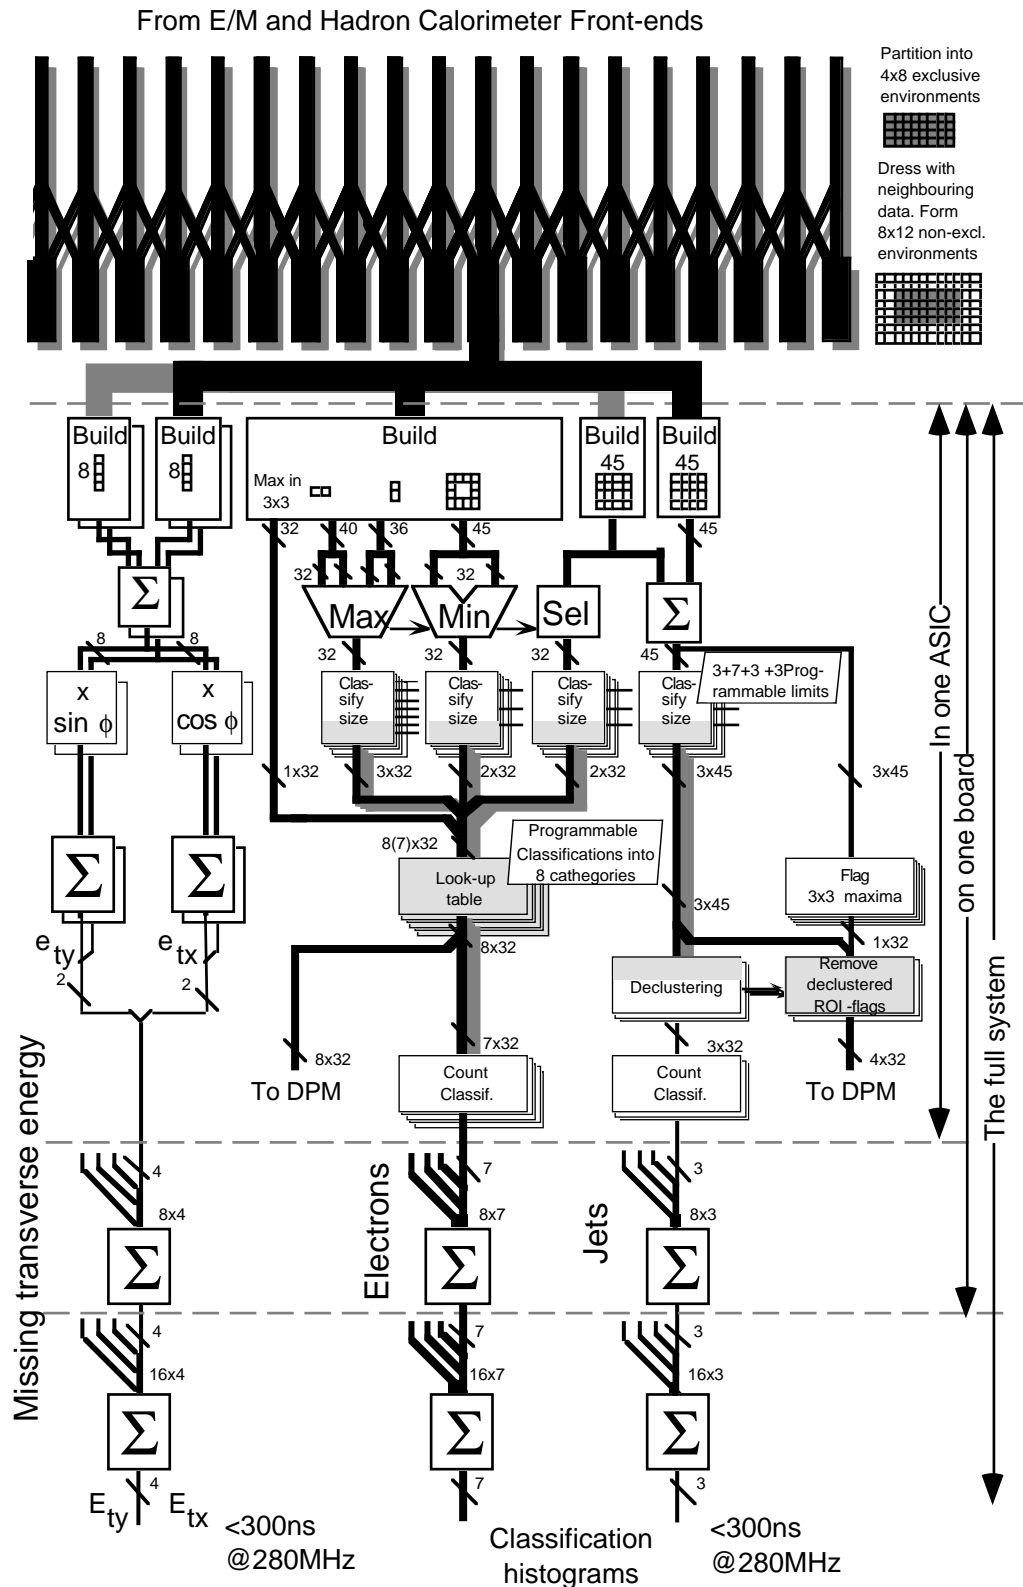 From E/M and Hadron Calorimeter Front-ends
Partition into
4x8 exclusive
environments
Dress with
neighbouring
data. Form
8x12 non-excl.
environments
Build
8
Build
8
Build
Max in
3x3
Build
45
Build
45
32
40
36
45
45
32
32
Σ
Max
Min
Sel
Σ
8
8
32
32
32
45
x
sin ϕ
x
cos ϕ
Clas-
sify
size
Clas-
sify
size
Clas-
sify
size
Clas-
sify
size
3+7+3 +3Prog-
rammable limits
1x32
3x32
2x32
2x32
3x45
3x45
Σ
Σ
8(7)x32
Programmable
Classifications into
8 cathegories
Look-up
table
Flag
3x3 maxima
3x45
e ty
e tx
8x32
1x32
2
2
Declustering
Remove
declustered
ROI -flags
8x32
7x32
3x32
4x32
To DPM
Count
Classif.
Count
Classif.
To DPM
In one ASIC
on one board
The full system
Missing transverse energy
Electrons
Jets
4
7
3
8x4
8x7
8x3
Σ
Σ
Σ
4
7
3
16x4
16x7
16x3
Σ
Σ
Σ
4
7
3
E ty
E tx
<300ns
@280MHz
Classification
histograms
<300ns
@280MHz